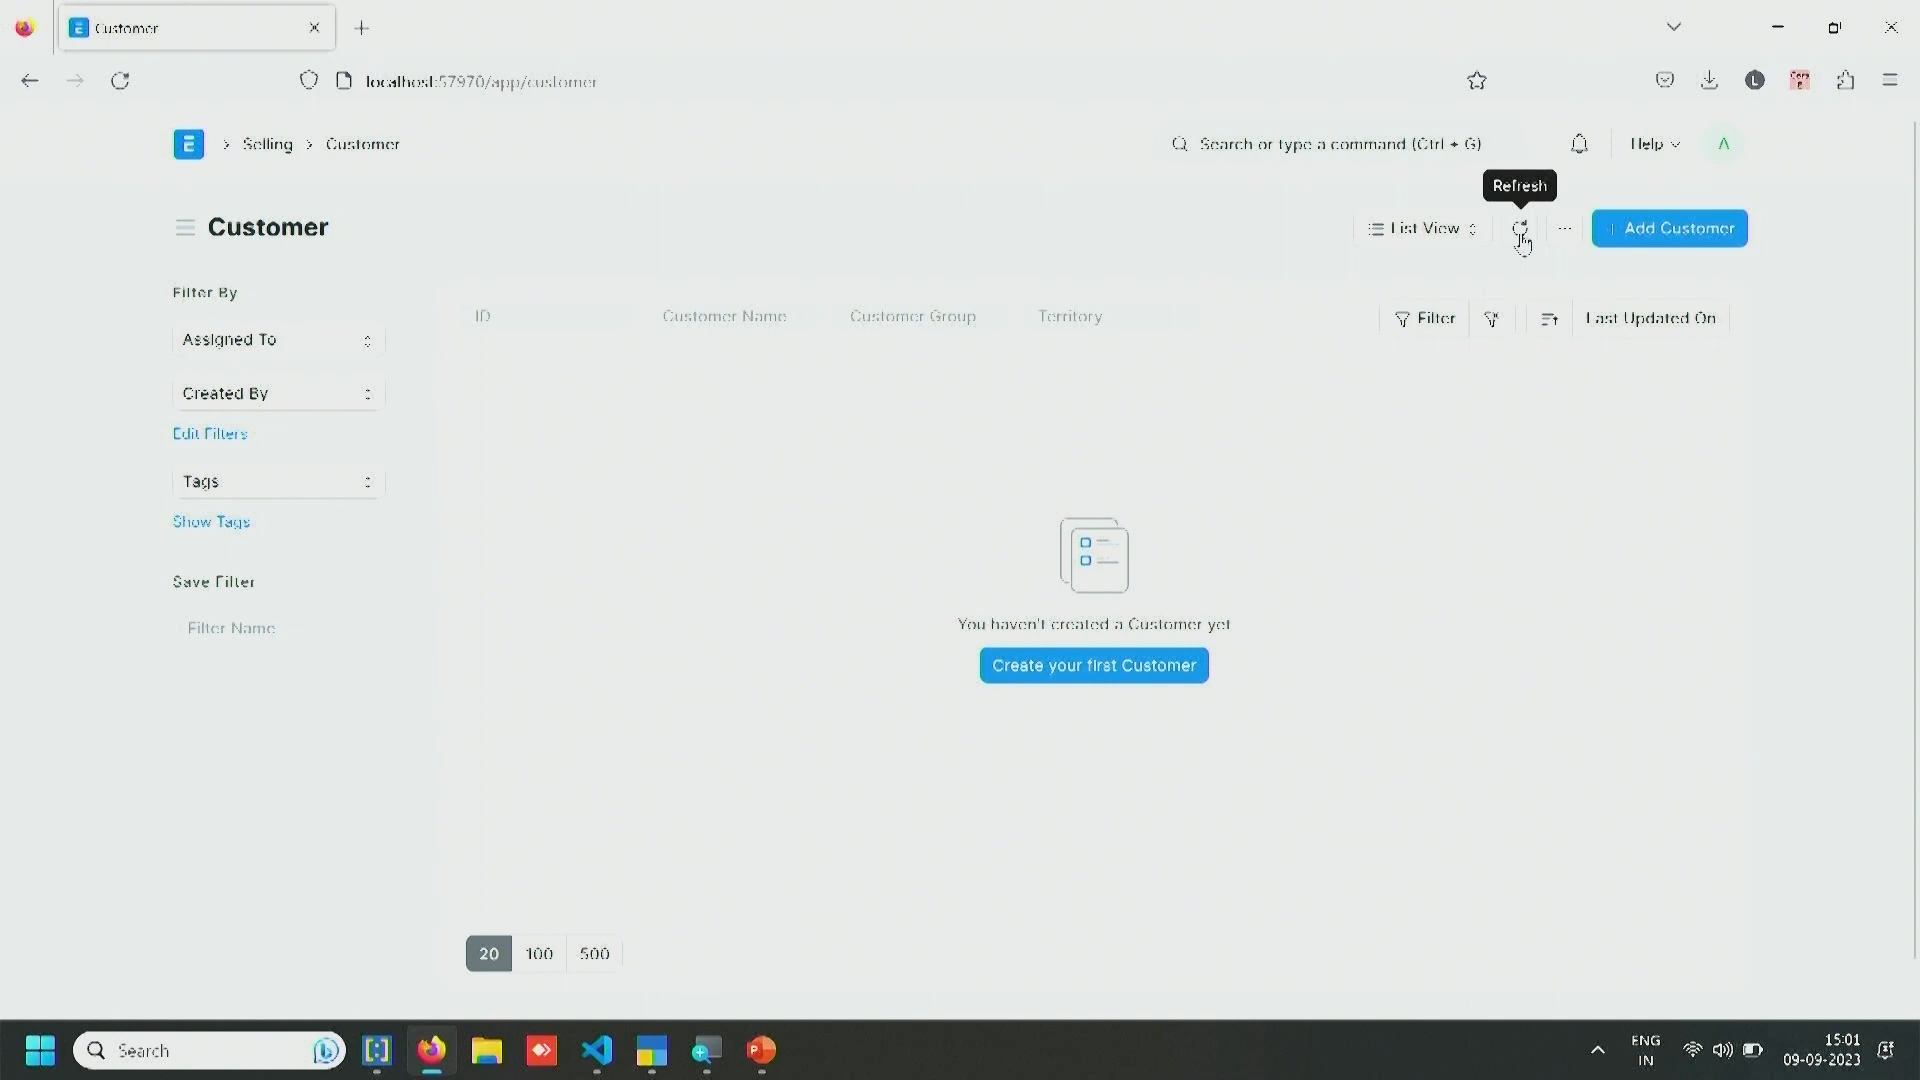 Customer
localhost:57970/app/customer
Selling
Customer
Search or type a command (Ctrl + G)
Help
A
Refresh
Customer
List View
Add Customer
Filter By
ID
Customer Name
Customer Group
Territory
Filter
Last Updated On
Assigned To
Created By
Edit Filters
Tags
Show Tags
Save Filter
Filter Name
You haven't created a Customer yet
Create your first Customer
20
100
500
Search
ENG
IN
15:01
09-09-2023